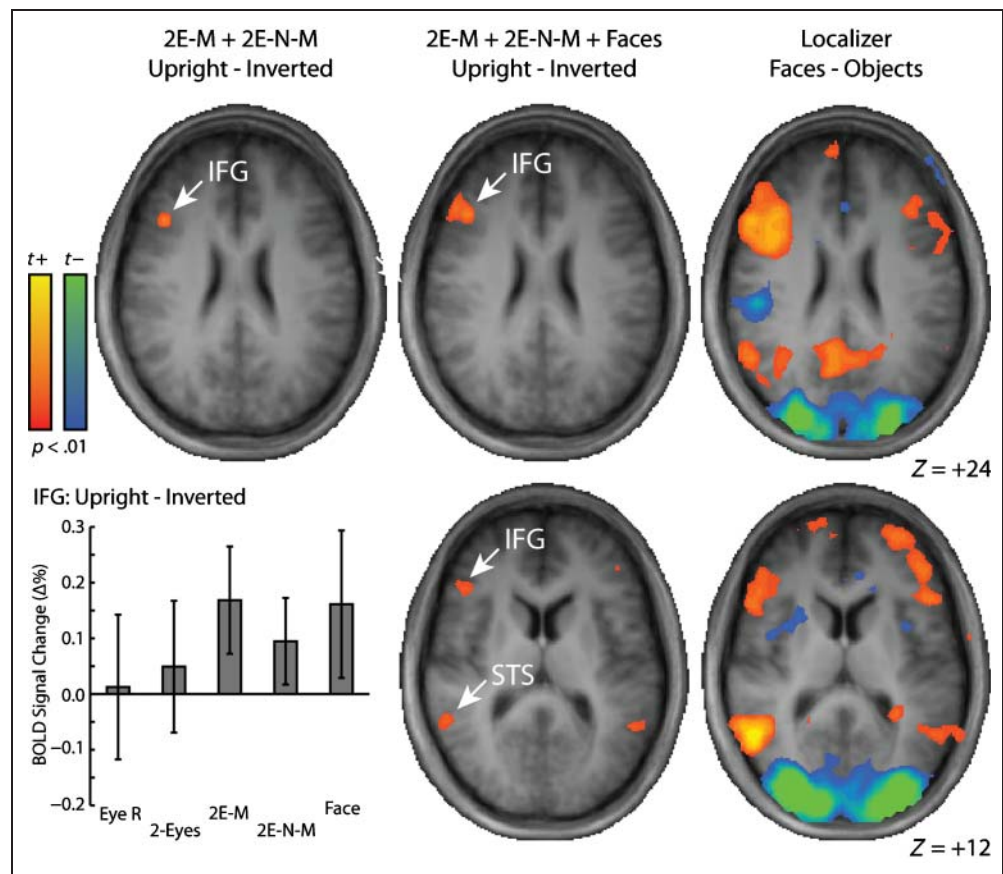 2E-M + 2E-N-M
Upright - Inverted
2E-M + 2E-N-M + Faces
Upright - Inverted
Localizer
Faces - Objects
IFG
IFG
t+
t−
p < .01
Z = +24
IFG: Upright - Inverted
BOLD Signal Change (Δ%)
0.3
0.2
0.1
0.0
−0.1
−0.2
Eye R
2-Eyes
2E-M
2E-N-M
Face
IFG
STS
Z = +12